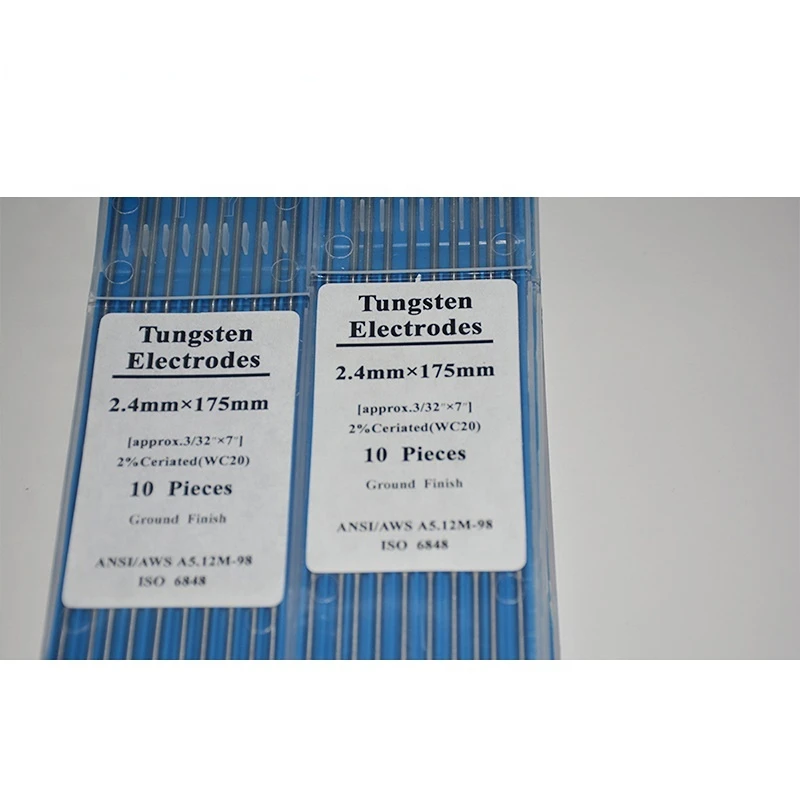 Tungsten
Electrodes
2.4mm×175mm
[approx.3/32"×7"]
2%Ceriated(WC20)
10 Pieces
Ground Finish
ANSI/AWS A5.12M-98
ISO 6848
Tungsten
Electrodes
2.4mm×175mm
[approx.3/32"×7"]
2%Ceriated(WC20)
10 Pieces
Ground Finish
ANSI/AWS A5.12M-98
ISO 6848